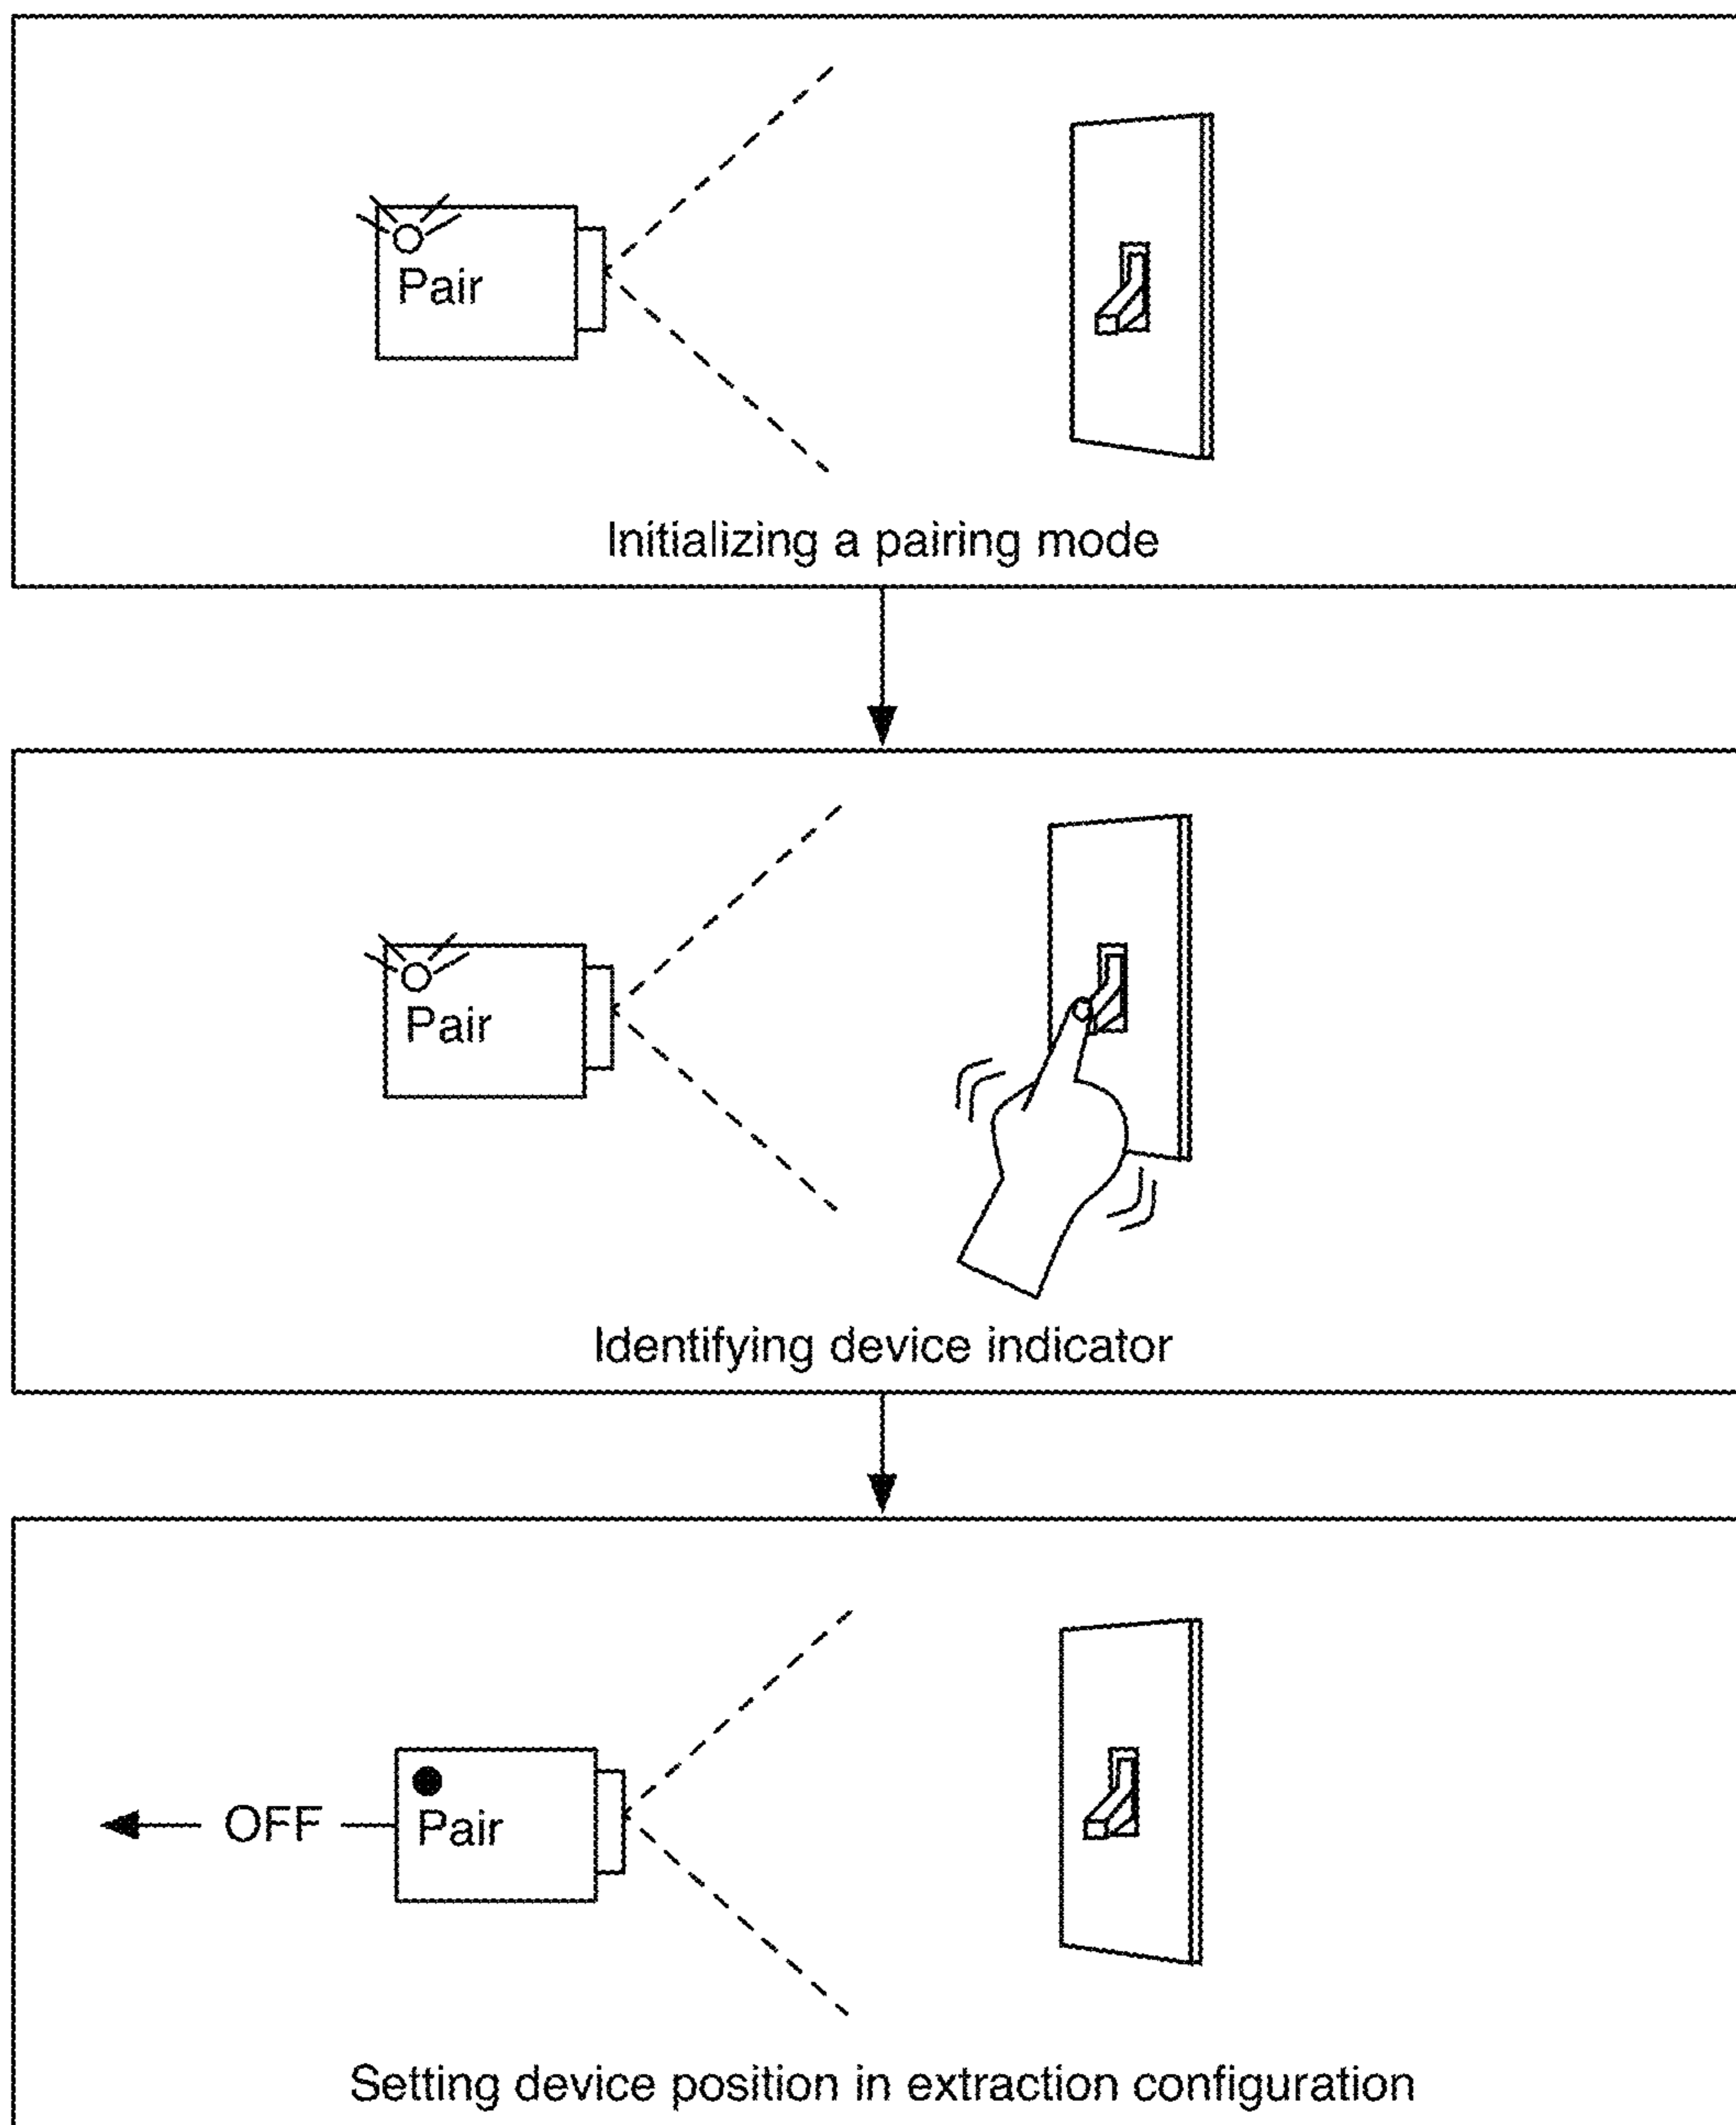 Pair
Initializing a pairing mode
Pair
Identifying device indicator
OFF
Pair
Setting device position in extraction configuration